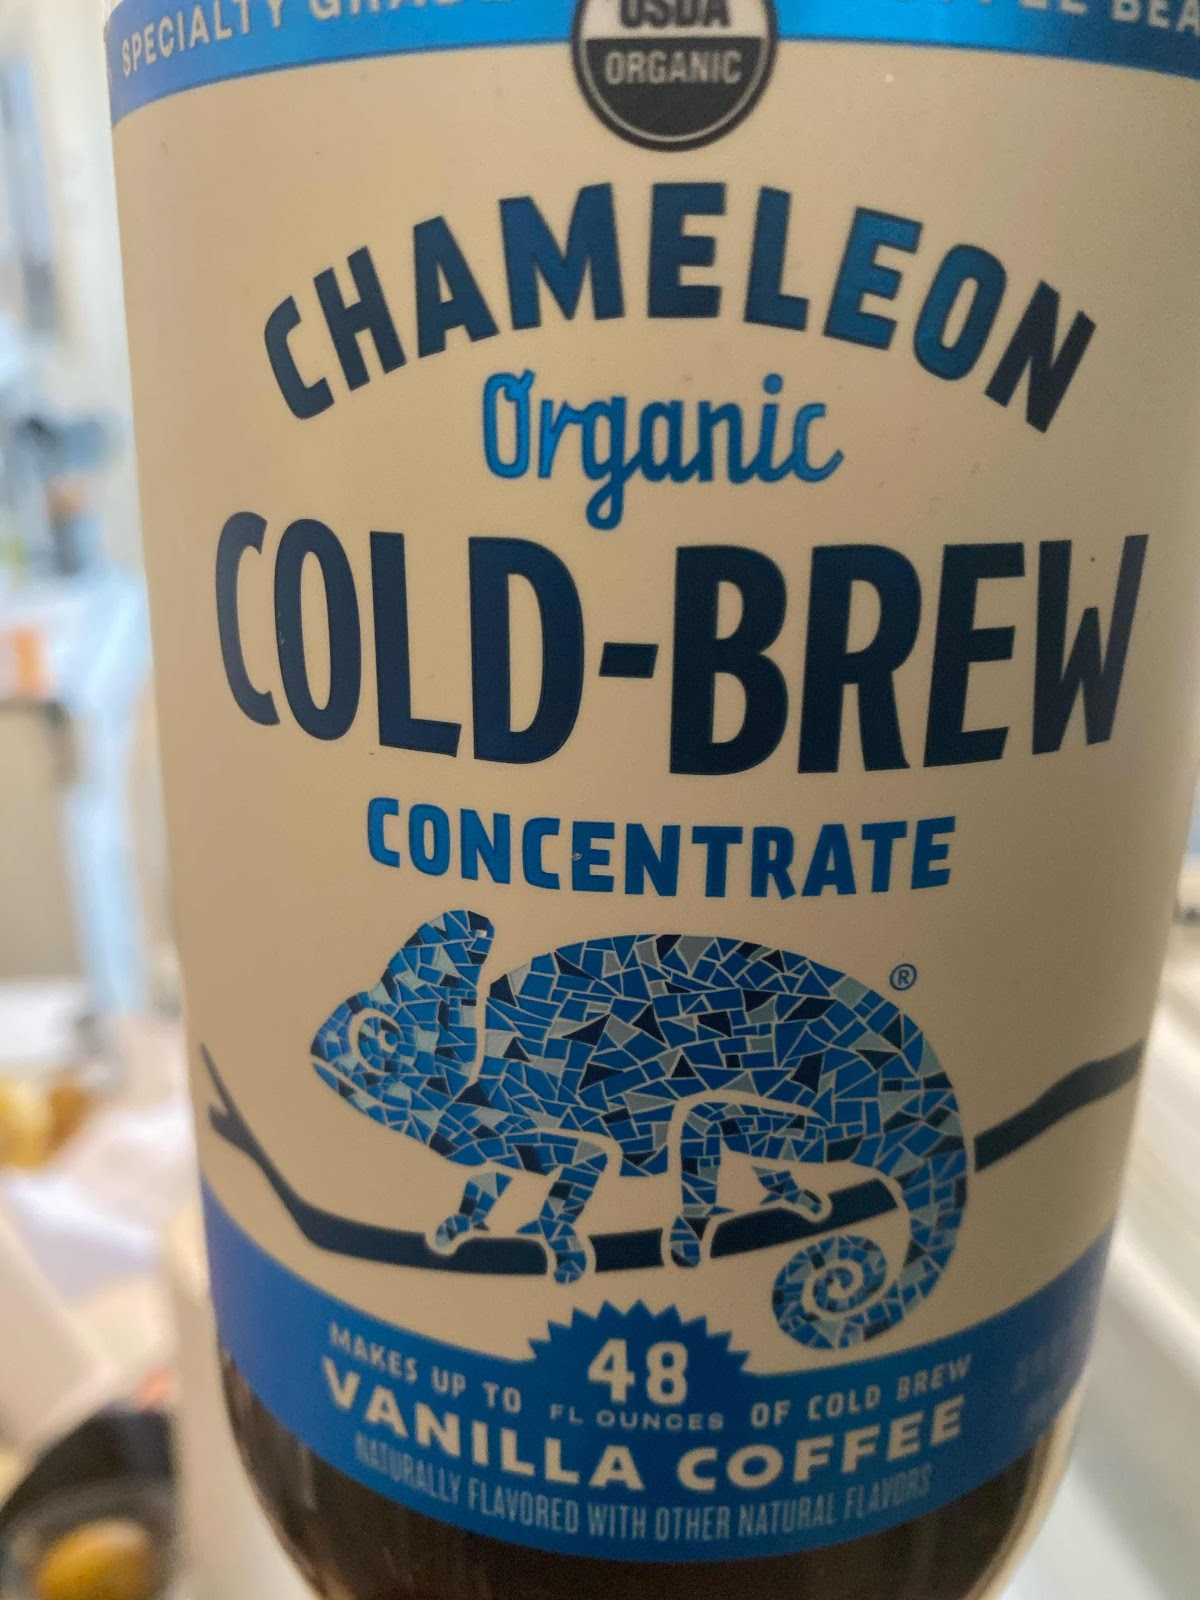 SPECIALTY GRADE
USDA
ORGANIC
CHAMELEON
Organic
COLD-BREW
CONCENTRATE
®
MAKES UP TO 48 FL OUNCES OF COLD BREW
VANILLA COFFEE
NATURALLY FLAVORED WITH OTHER NATURAL FLAVORS